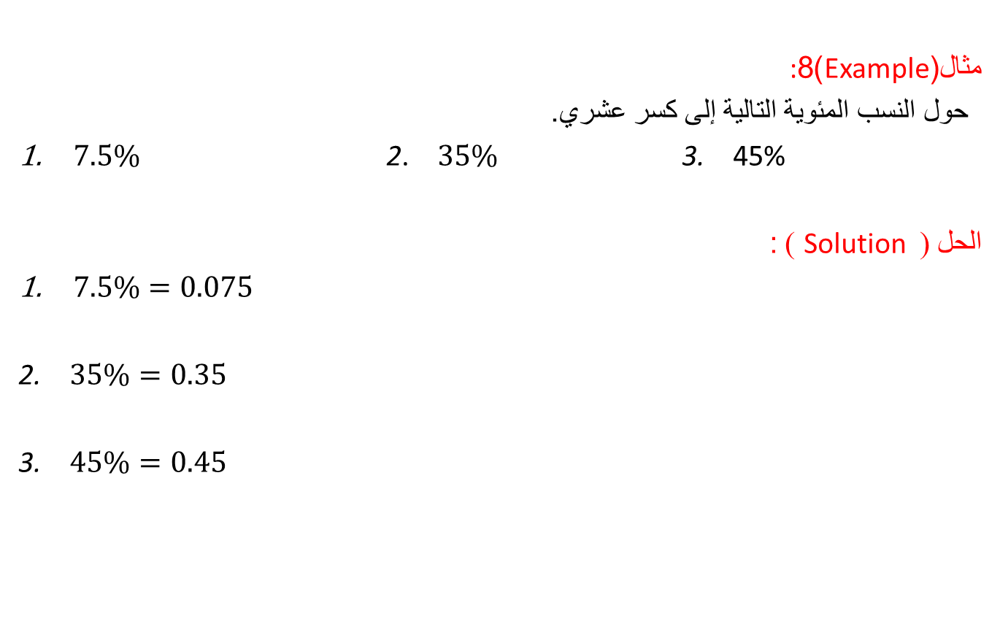 مثال(Example)8:
حول النسب المئوية التالية إلى كسر عشري.
1. 7.5% 2. 35% 3. 45%
الحل ( Solution ) :
1. 7.5% = 0.075
2. 35% = 0.35
3. 45% = 0.45